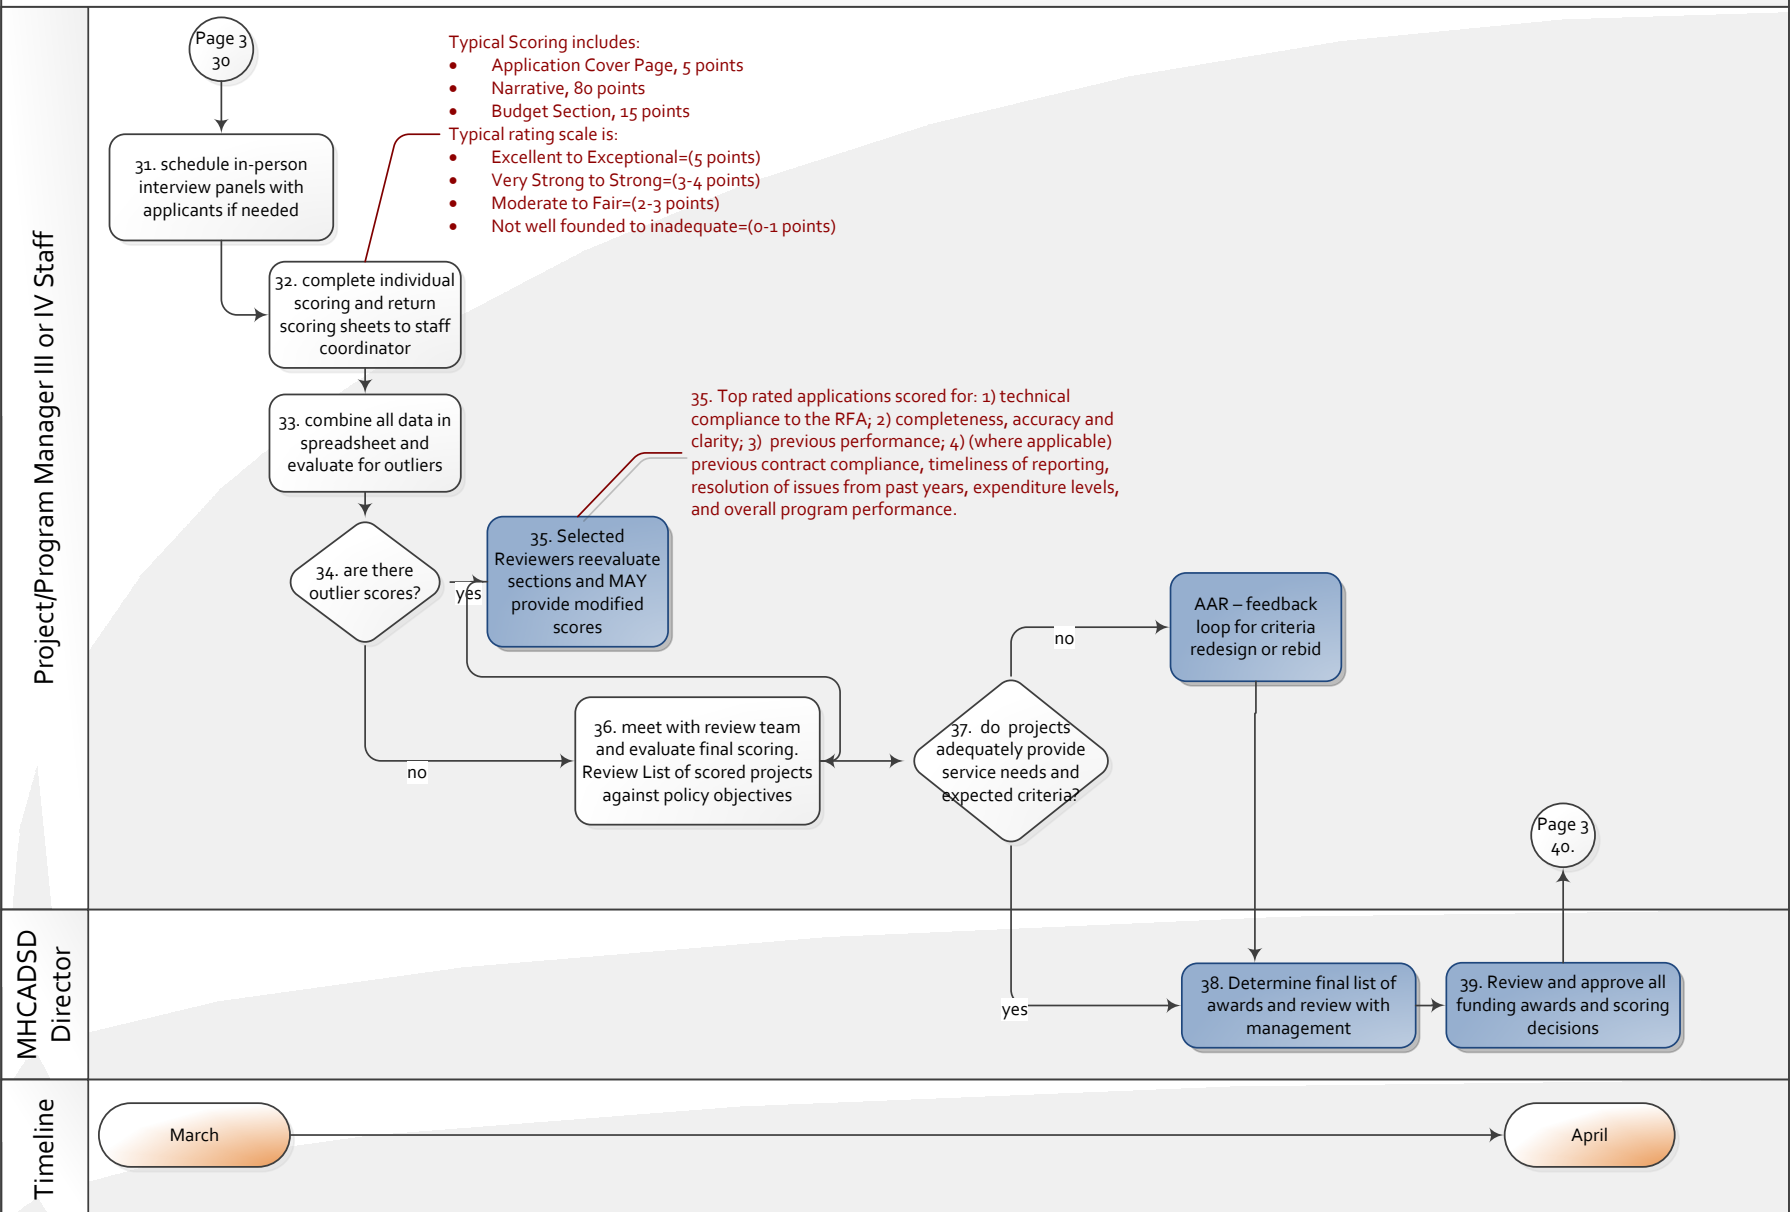 Project/Program Manager III or IV Staff
Page 3
30
Typical Scoring includes:
• Application Cover Page, 5 points
• Narrative, 80 points
• Budget Section, 15 points
Typical rating scale is:
• Excellent to Exceptional=(5 points)
• Very Strong to Strong=(3-4 points)
• Moderate to Fair=(2-3 points)
• Not well founded to inadequate=(0-1 points)
31. schedule in-person
interview panels with
applicants if needed
32. complete individual
scoring and return
scoring sheets to staff
coordinator
33. combine all data in
spreadsheet and
evaluate for outliers
34. are there
outlier scores?
yes
no
35. Top rated applications scored for: 1) technical
compliance to the RFA; 2) completeness, accuracy and
clarity; 3)  previous performance; 4) (where applicable)
previous contract compliance, timeliness of reporting,
resolution of issues from past years, expenditure levels,
and overall program performance.
35. Selected
Reviewers reevaluate
sections and MAY
provide modified
scores
36. meet with review team
and evaluate final scoring.
Review List of scored projects
against policy objectives
37.  do  projects
adequately provide
service needs and
expected criteria?
no
AAR – feedback
loop for criteria
redesign or rebid
yes
Page 3
40.
MHCADSD
Director
38. Determine final list of
awards and review with
management
39. Review and approve all
funding awards and scoring
decisions
Timeline
March
April